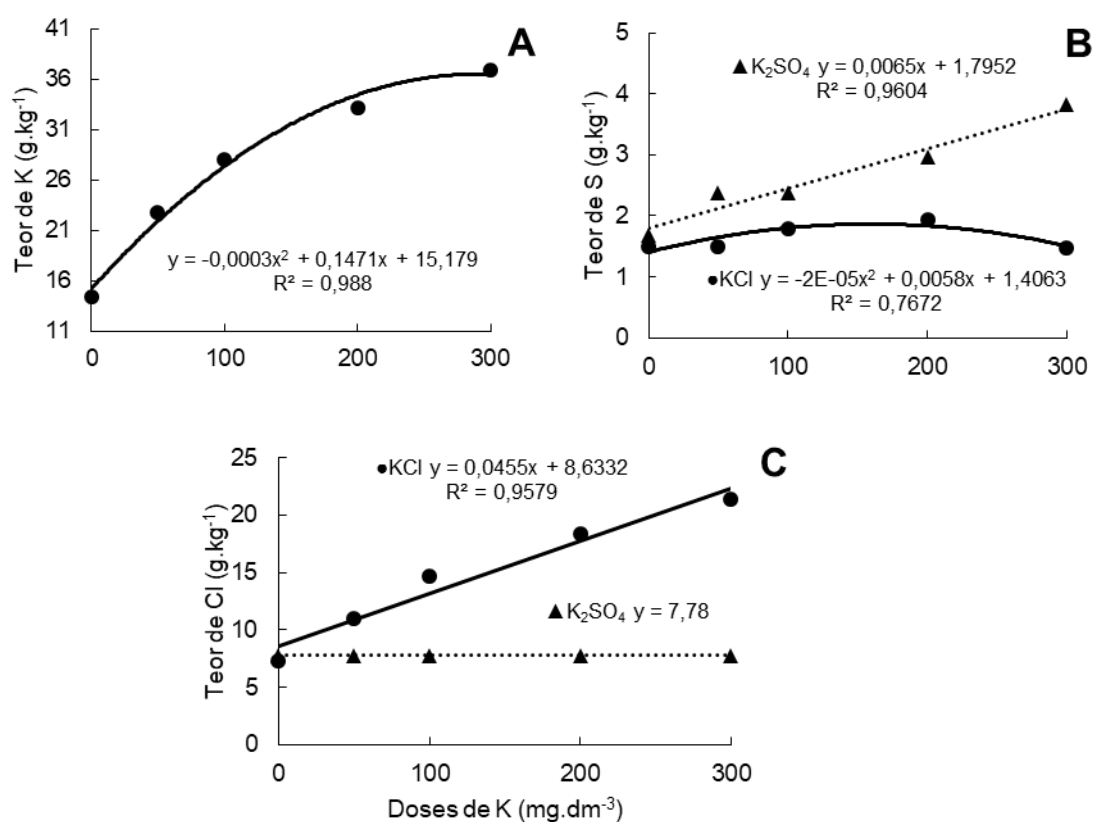 A
Teor de K (g.kg⁻¹)
41
36
31
26
21
16
11
y = -0,0003x² + 0,1471x + 15,179
R² = 0,988
0 100 200 300
B
Teor de S (g.kg⁻¹)
5
4
3
2
1
0
▲ K₂SO₄ y = 0,0065x + 1,7952
R² = 0,9604
●KCl y = -2E-05x² + 0,0058x + 1,4063
R² = 0,7672
0 100 200 300
C
Teor de Cl (g.kg⁻¹)
25
20
15
10
5
0
●KCl y = 0,0455x + 8,6332
R² = 0,9579
▲ K₂SO₄ y = 7,78
0 100 200 300
Doses de K (mg.dm⁻³)